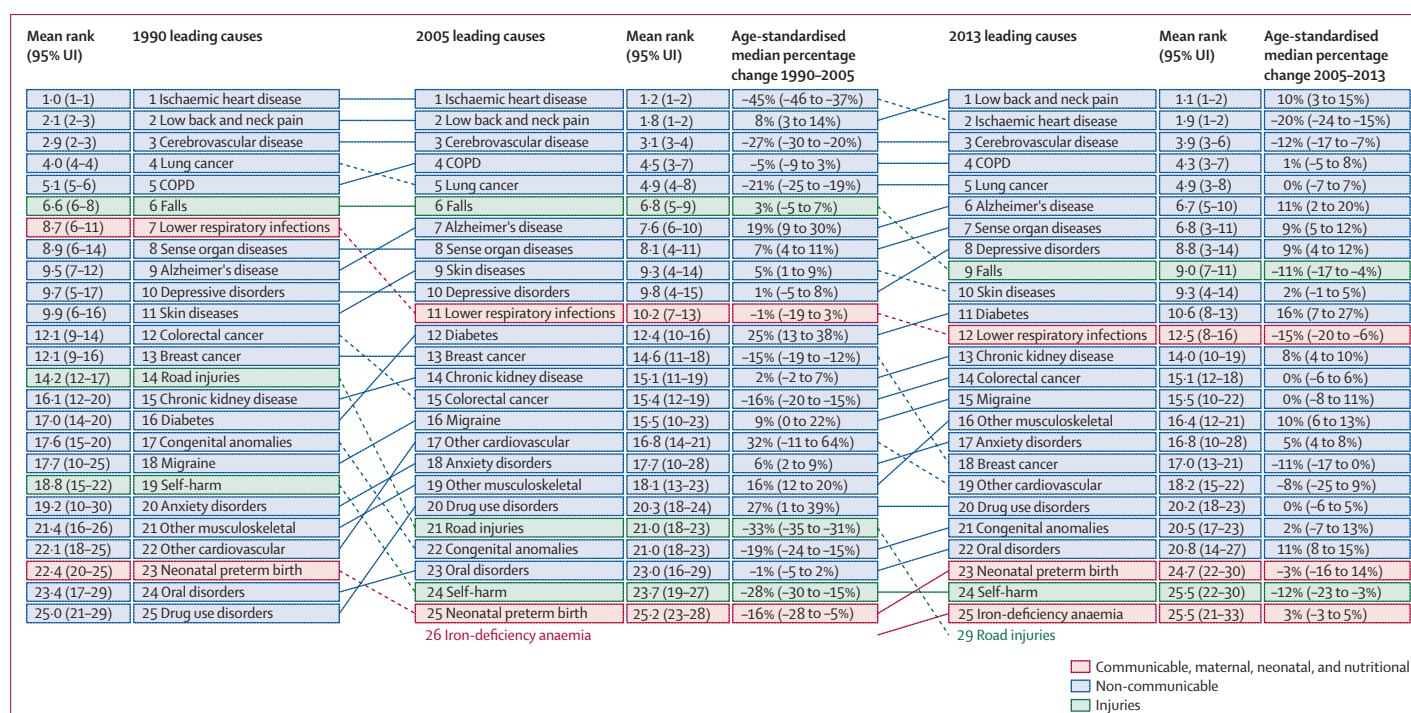 Mean rank (95% UI) 1990 leading causes 2005 leading causes Mean rank (95% UI) Age-standardised median percentage change 1990–2005 2013 leading causes Mean rank (95% UI) Age-standardised median percentage change 2005–2013
1·0 (1–1) 1 Ischaemic heart disease 1 Ischaemic heart disease 1·2 (1–2) –45% (–46 to –37%) 1 Low back and neck pain 1·1 (1–2) 10% (3 to 15%)
2·1 (2–3) 2 Low back and neck pain 2 Low back and neck pain 1·8 (1–2) 8% (3 to 14%) 2 Ischaemic heart disease 1·9 (1–2) –20% (–24 to –15%)
2·9 (2–3) 3 Cerebrovascular disease 3 Cerebrovascular disease 3·1 (3–4) –27% (–30 to –20%) 3 Cerebrovascular disease 3·9 (3–6) –12% (–17 to –7%)
4·0 (4–4) 4 Lung cancer 4 COPD 4·5 (3–7) –5% (–9 to 3%) 4 COPD 4·3 (3–7) 1% (–5 to 8%)
5·1 (5–6) 5 COPD 5 Lung cancer 4·9 (4–8) –21% (–25 to –19%) 5 Lung cancer 4·9 (3–8) 0% (–7 to 7%)
6·6 (6–8) 6 Falls 6 Falls 6·8 (5–9) 3% (–5 to 7%) 6 Alzheimer's disease 6·7 (5–10) 11% (2 to 20%)
8·7 (6–11) 7 Lower respiratory infections 7 Alzheimer's disease 7·6 (6–10) 19% (9 to 30%) 7 Sense organ diseases 6·8 (3–11) 9% (5 to 12%)
8·9 (6–14) 8 Sense organ diseases 8 Sense organ diseases 8·1 (4–11) 7% (4 to 11%) 8 Depressive disorders 8·8 (3–14) 9% (4 to 12%)
9·5 (7–12) 9 Alzheimer's disease 9 Skin diseases 9·3 (4–14) 5% (1 to 9%) 9 Falls 9·0 (7–11) –11% (–17 to –4%)
9·7 (5–17) 10 Depressive disorders 10 Depressive disorders 9·8 (4–15) 1% (–5 to 8%) 10 Skin diseases 9·3 (4–14) 2% (–1 to 5%)
9·9 (6–16) 11 Skin diseases 11 Lower respiratory infections 10·2 (7–13) –1% (–19 to 3%) 11 Diabetes 10·6 (8–13) 16% (7 to 27%)
12·1 (9–14) 12 Colorectal cancer 12 Diabetes 12·4 (10–16) 25% (13 to 38%) 12 Lower respiratory infections 12·5 (8–16) –15% (–20 to –6%)
12·1 (9–16) 13 Breast cancer 13 Breast cancer 14·6 (11–18) –15% (–19 to –12%) 13 Chronic kidney disease 14·0 (10–19) 8% (4 to 10%)
14·2 (12–17) 14 Road injuries 14 Chronic kidney disease 15·1 (11–19) 2% (–2 to 7%) 14 Colorectal cancer 15·1 (12–18) 0% (–6 to 6%)
16·1 (12–20) 15 Chronic kidney disease 15 Colorectal cancer 15·4 (12–19) –16% (–20 to –15%) 15 Migraine 15·5 (10–22) 0% (–8 to 11%)
17·0 (14–20) 16 Diabetes 16 Migraine 15·5 (10–23) 9% (0 to 22%) 16 Other musculoskeletal 16·4 (12–21) 10% (6 to 13%)
17·6 (15–20) 17 Congenital anomalies 17 Other cardiovascular 16·8 (14–21) 32% (–11 to 64%) 17 Anxiety disorders 16·8 (10–28) 5% (4 to 8%)
17·7 (10–25) 18 Migraine 18 Anxiety disorders 17·7 (10–28) 6% (2 to 9%) 18 Breast cancer 17·0 (13–21) –11% (–17 to 0%)
18·8 (15–22) 19 Self-harm 19 Other musculoskeletal 18·1 (13–23) 16% (12 to 20%) 19 Other cardiovascular 18·2 (15–22) –8% (–25 to 9%)
19·2 (10–30) 20 Anxiety disorders 20 Drug use disorders 20·3 (18–24) 27% (1 to 39%) 20 Drug use disorders 20·2 (18–23) 0% (–6 to 5%)
21·4 (16–26) 21 Other musculoskeletal 21 Road injuries 21·0 (18–23) –33% (–35 to –31%) 21 Congenital anomalies 20·5 (17–23) 2% (–7 to 13%)
22·1 (18–25) 22 Other cardiovascular 22 Congenital anomalies 21·0 (18–23) –19% (–24 to –15%) 22 Oral disorders 20·8 (14–27) 11% (8 to 15%)
22·4 (20–25) 23 Neonatal preterm birth 23 Oral disorders 23·0 (16–29) –1% (–5 to 2%) 23 Neonatal preterm birth 24·7 (22–30) –3% (–16 to 14%)
23·4 (17–29) 24 Oral disorders 24 Self-harm 23·7 (19–27) –28% (–30 to –15%) 24 Self-harm 25·5 (22–30) –12% (–23 to –3%)
25·0 (21–29) 25 Drug use disorders 25 Neonatal preterm birth 25·2 (23–28) –16% (–28 to –5%) 25 Iron-deficiency anaemia 25·5 (21–33) 3% (–3 to 5%)
26 Iron-deficiency anaemia 29 Road injuries
Communicable, maternal, neonatal, and nutritional
Non-communicable
Injuries